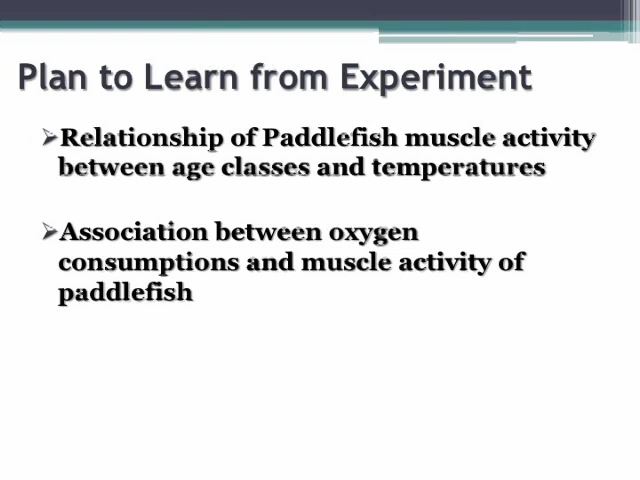 Plan to Learn from Experiment
➢Relationship of Paddlefish muscle activity
between age classes and temperatures
➢Association between oxygen
consumptions and muscle activity of
paddlefish